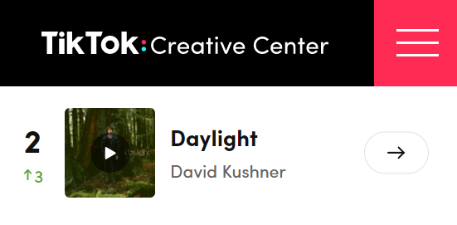 TikTok: Creative Center
2
↑3
Daylight
David Kushner